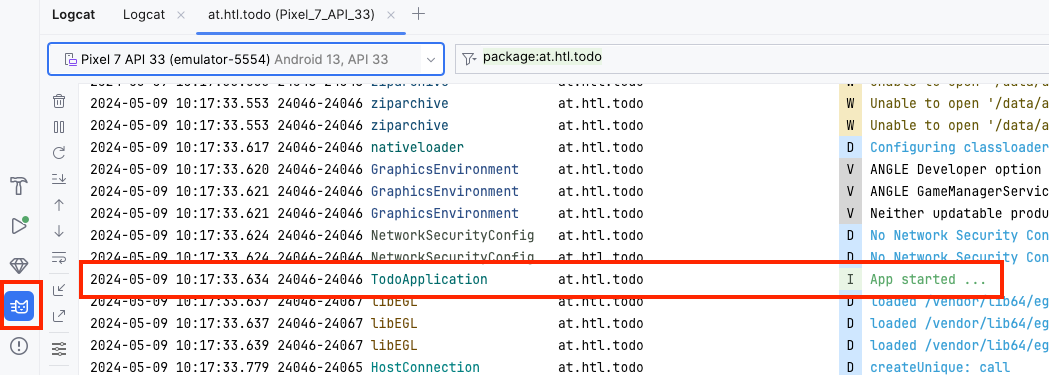 Logcat Logcat at.htl.todo (Pixel_7_API_33)
Pixel 7 API 33 (emulator-5554) Android 13, API 33 package:at.htl.todo
ziparchive at.htl.todo W Unable to open '/data/a
2024-05-09 10:17:33.553 24046-24046 ziparchive at.htl.todo W Unable to open '/data/a
2024-05-09 10:17:33.553 24046-24046 ziparchive at.htl.todo W Unable to open '/data/a
2024-05-09 10:17:33.617 24046-24046 nativeloader at.htl.todo D Configuring classloader
2024-05-09 10:17:33.620 24046-24046 GraphicsEnvironment at.htl.todo V ANGLE Developer option
2024-05-09 10:17:33.621 24046-24046 GraphicsEnvironment at.htl.todo V ANGLE GameManagerServic
2024-05-09 10:17:33.621 24046-24046 GraphicsEnvironment at.htl.todo V Neither updatable produ
2024-05-09 10:17:33.624 24046-24046 NetworkSecurityConfig at.htl.todo D No Network Security Con
2024-05-09 10:17:33.624 24046-24046 NetworkSecurityConfig at.htl.todo D No Network Security Con
2024-05-09 10:17:33.634 24046-24046 TodoApplication at.htl.todo I App started ...
2024-05-09 10:17:33.637 24046-24067 libEGL at.htl.todo D loaded /vendor/lib64/eg
2024-05-09 10:17:33.637 24046-24067 libEGL at.htl.todo D loaded /vendor/lib64/eg
2024-05-09 10:17:33.639 24046-24067 libEGL at.htl.todo D loaded /vendor/lib64/eg
2024-05-09 10:17:33.779 24046-24065 HostConnection at.htl.todo D createUnique: call